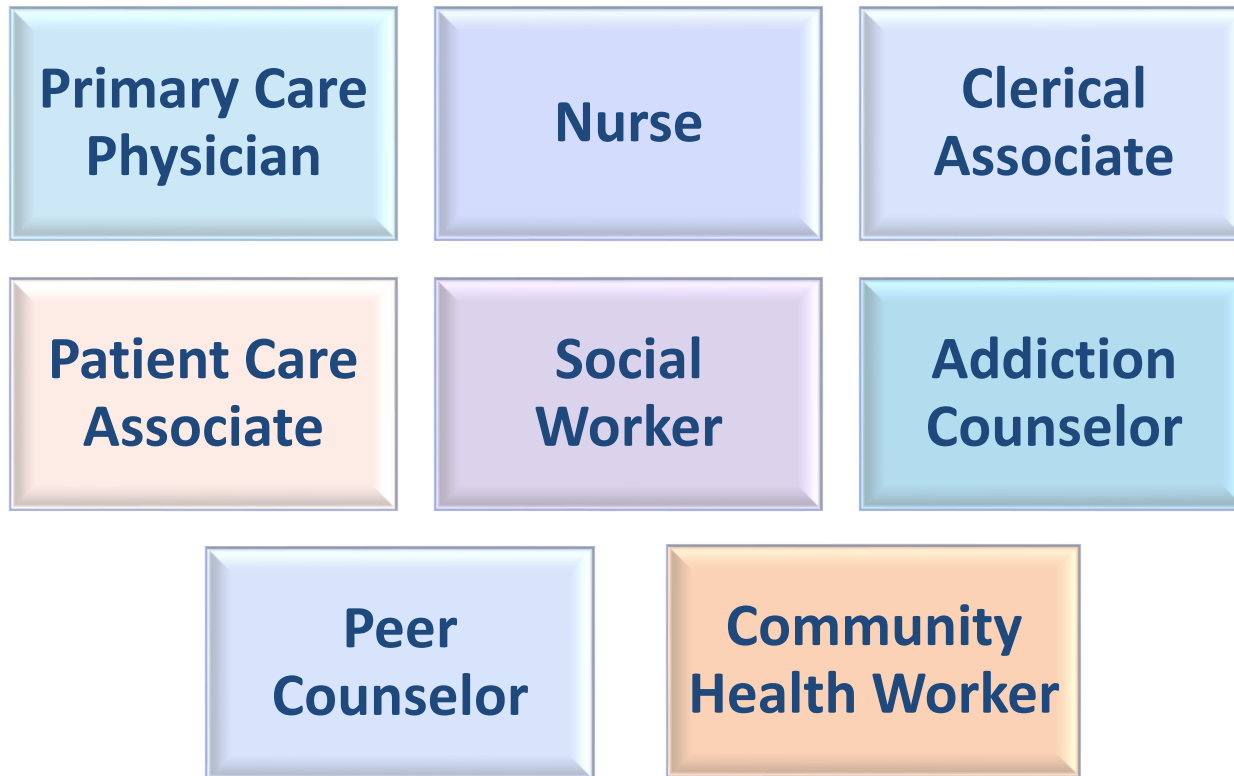 Primary Care
Physician
Nurse
Clerical
Associate
Patient Care
Associate
Social
Worker
Addiction
Counselor
Peer
Counselor
Community
Health Worker